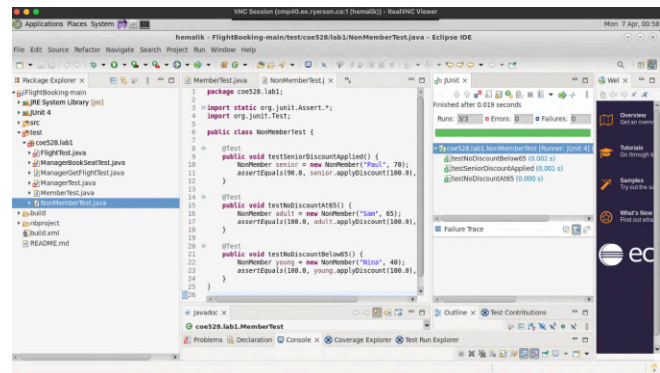 VNC Session (cmp40.ee.ryerson.ca:1 (hemalik)) - RealVNC Viewer
Applications Places System
Mon 7 Apr, 00:58
hemalik - FlightBooking-main/test/coe528/lab1/NonMemberTest.java - Eclipse IDE
File Edit Source Refactor Navigate Search Project Run Window Help
Package Explorer
FlightBooking-main
JRE System Library [jre]
JUnit 4
src
test
coe528.lab1
FlightTest.java
ManagerBookSeatTest.java
ManagerGetFlightTest.java
ManagerTest.java
MemberTest.java
NonMemberTest.java
build
nbproject
build.xml
README.md
MemberTest.java
NonMemberTest.j
1 package coe528.lab1;
2
3 import static org.junit.Assert.*;
4 import org.junit.Test;
5
6 public class NonMemberTest {
7
8 @Test
9 public void testSeniorDiscountApplied() {
10 NonMember senior = new NonMember("Paul", 70);
11 assertEquals(90.0, senior.applyDiscount(100.0),
12 }
13
14 @Test
15 public void testNoDiscountAt65() {
16 NonMember adult = new NonMember("Sam", 65);
17 assertEquals(100.0, adult.applyDiscount(100.0),
18 }
19
20 @Test
21 public void testNoDiscountBelow65() {
22 NonMember young = new NonMember("Nina", 40);
23 assertEquals(100.0, young.applyDiscount(100.0),
24 }
25 }
26
JUnit
Finished after 0.019 seconds
Runs: 3/3 Errors: 0 Failures: 0
coe528.lab1.NonMemberTest [Runner: JUnit 4]
testNoDiscountBelow65 (0.002 s)
testSeniorDiscountApplied (0.001 s)
testNoDiscountAt65 (0.000 s)
Failure Trace
Wel
Overview
Get an over
Tutorials
Go through t
Samples
Try out the sa
What's New
Find out wha
ec
Javadoc
coe528.lab1.MemberTest
Outline
Test Contributions
Problems Declaration Console Coverage Explorer Test Run Explorer